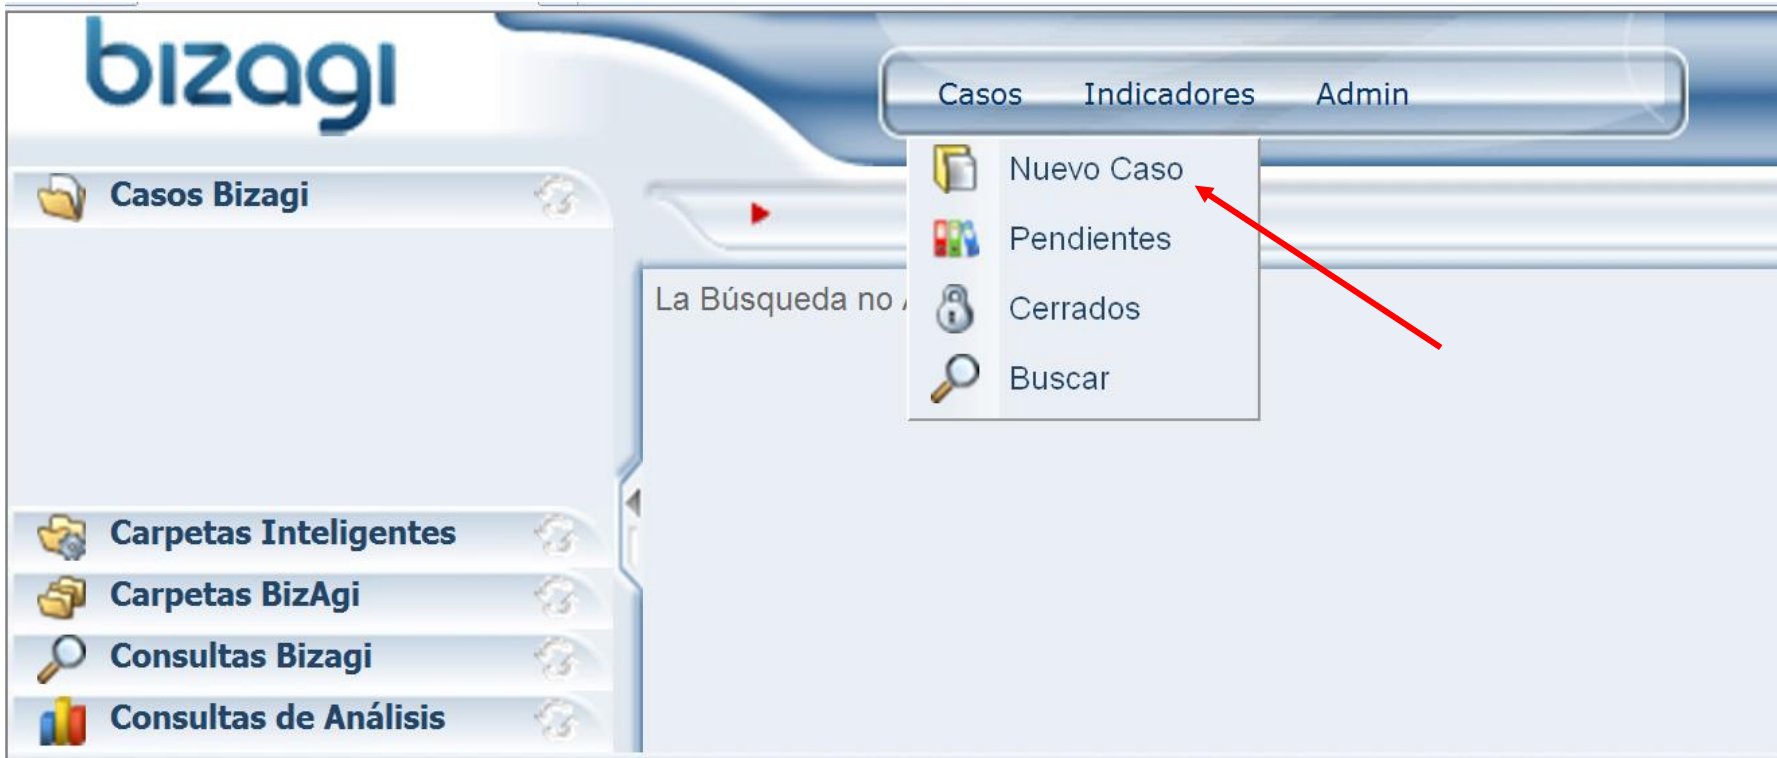 bizagi
Casos Indicadores Admin
Nuevo Caso
Pendientes
Cerrados
Buscar
Casos Bizagi
La Búsqueda no
Carpetas Inteligentes
Carpetas BizAgi
Consultas Bizagi
Consultas de Análisis